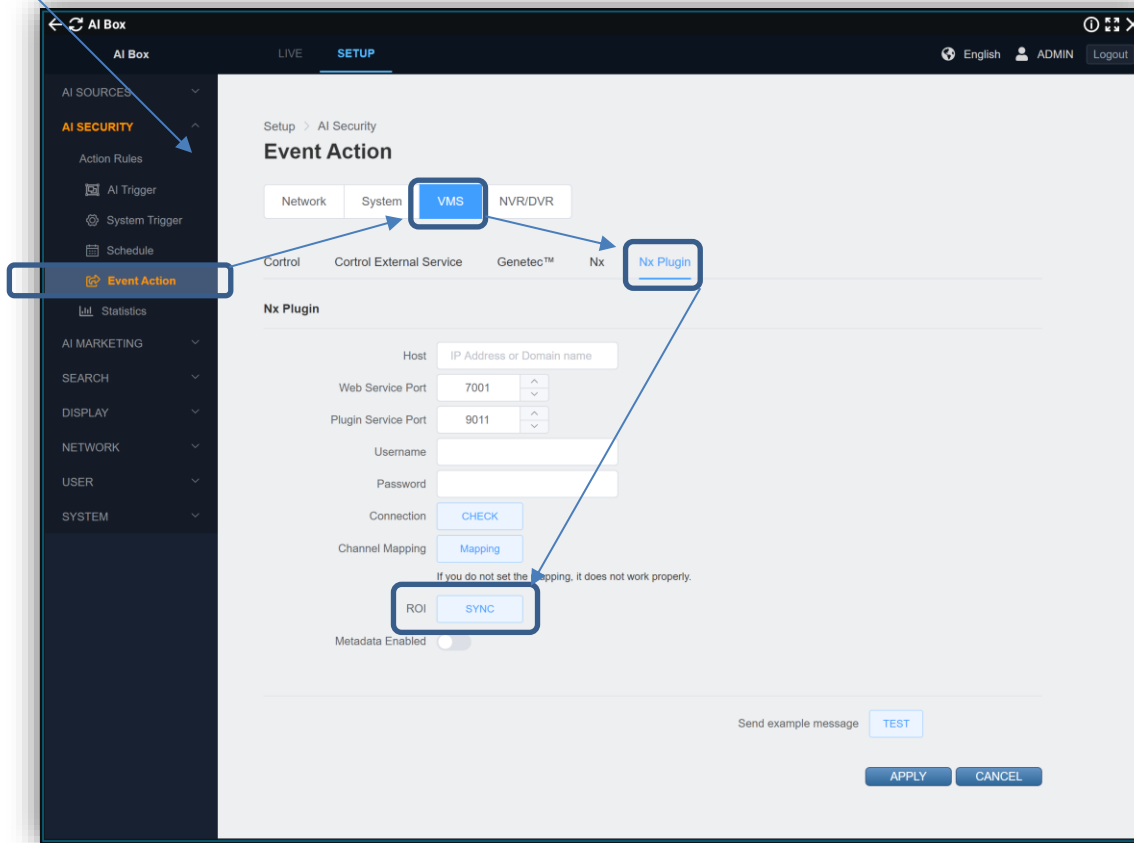 AI Box
AI Box LIVE SETUP English ADMIN Logout
AI SOURCES
AI SECURITY
Action Rules
AI Trigger
System Trigger
Schedule
Event Action
Statistics
AI MARKETING
SEARCH
DISPLAY
NETWORK
USER
SYSTEM
Setup > AI Security
Event Action
Network System VMS NVR/DVR
Cortrol Cortrol External Service Genetec™ Nx Nx Plugin
Nx Plugin
Host IP Address or Domain name
Web Service Port 7001
Plugin Service Port 9011
Username
Password
Connection CHECK
Channel Mapping Mapping
If you do not set the mapping, it does not work properly.
ROI SYNC
Metadata Enabled
Send example message TEST
APPLY CANCEL